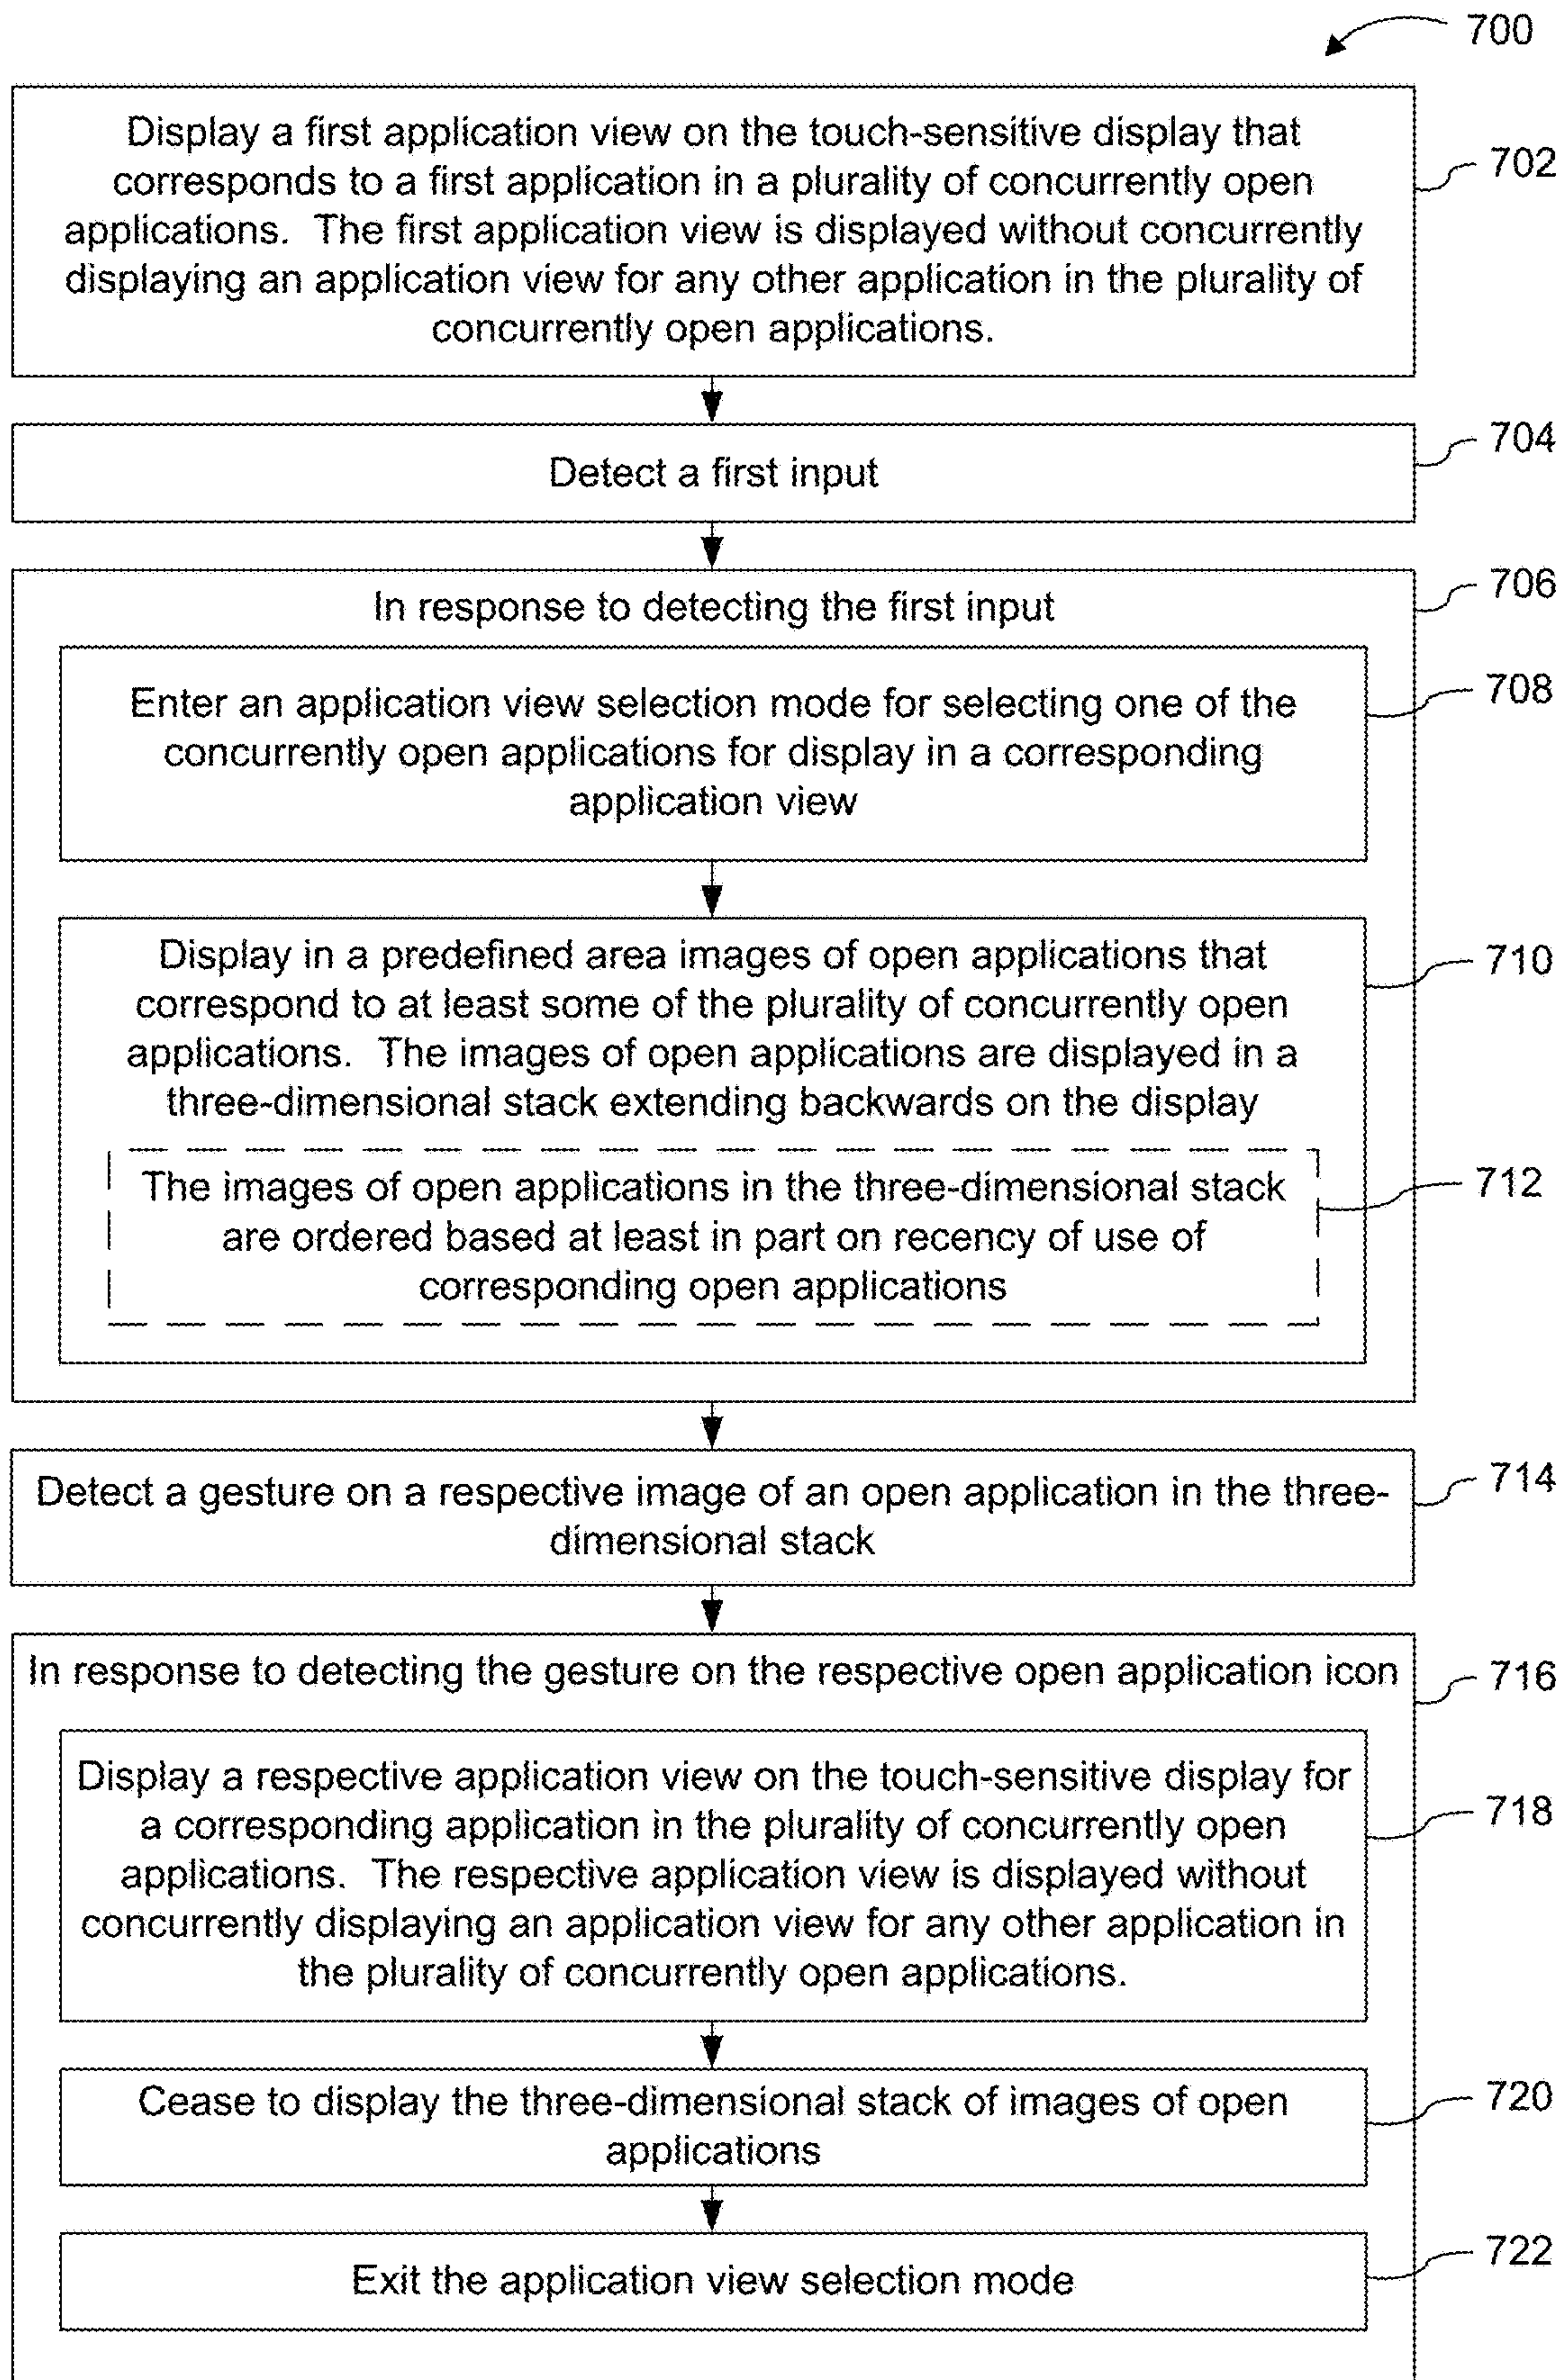 700
Display a first application view on the touch-sensitive display that
corresponds to a first application in a plurality of concurrently open
applications. The first application view is displayed without concurrently
displaying an application view for any other application in the plurality of
concurrently open applications.
702
Detect a first input
704
In response to detecting the first input
706
Enter an application view selection mode for selecting one of the
concurrently open applications for display in a corresponding
application view
708
Display in a predefined area images of open applications that
correspond to at least some of the plurality of concurrently open
applications. The images of open applications are displayed in a
three-dimensional stack extending backwards on the display
710
The images of open applications in the three-dimensional stack
are ordered based at least in part on recency of use of
corresponding open applications
712
Detect a gesture on a respective image of an open application in the three-
dimensional stack
714
In response to detecting the gesture on the respective open application icon
716
Display a respective application view on the touch-sensitive display for
a corresponding application in the plurality of concurrently open
applications. The respective application view is displayed without
concurrently displaying an application view for any other application in
the plurality of concurrently open applications.
718
Cease to display the three-dimensional stack of images of open
applications
720
Exit the application view selection mode
722